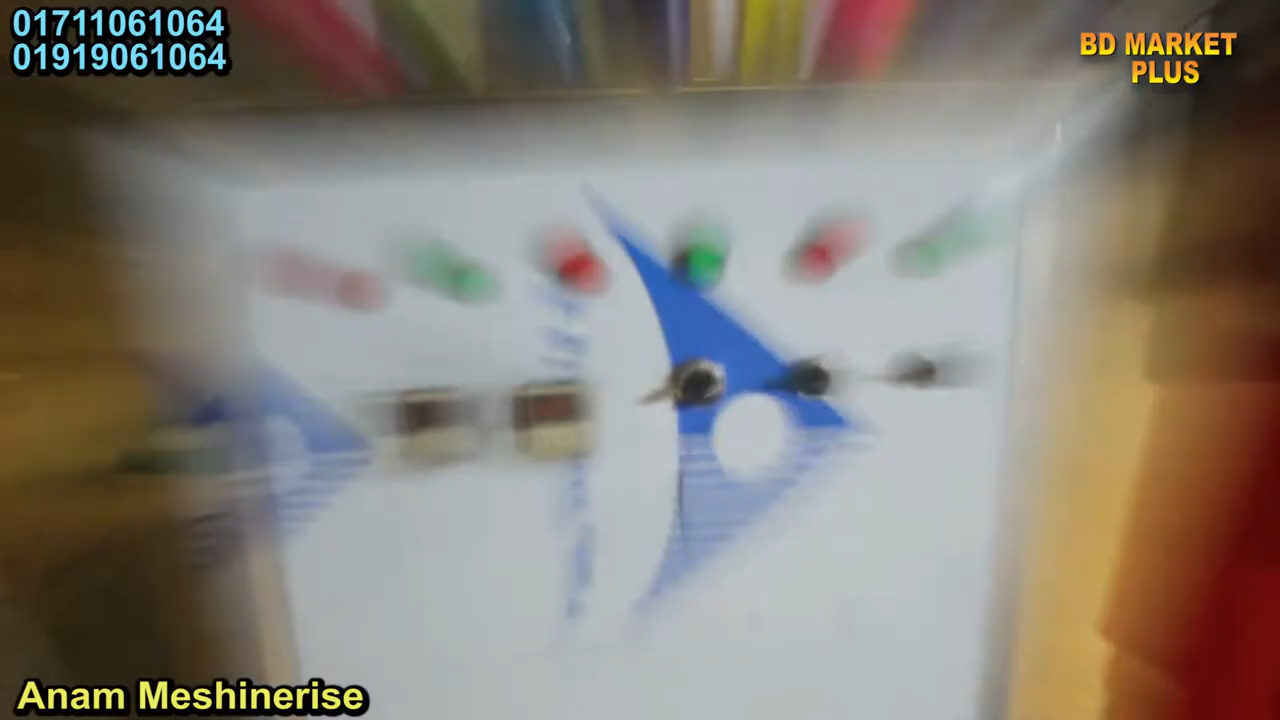 01711061064
01919061064
BD MARKET
PLUS
Anam Meshinerise